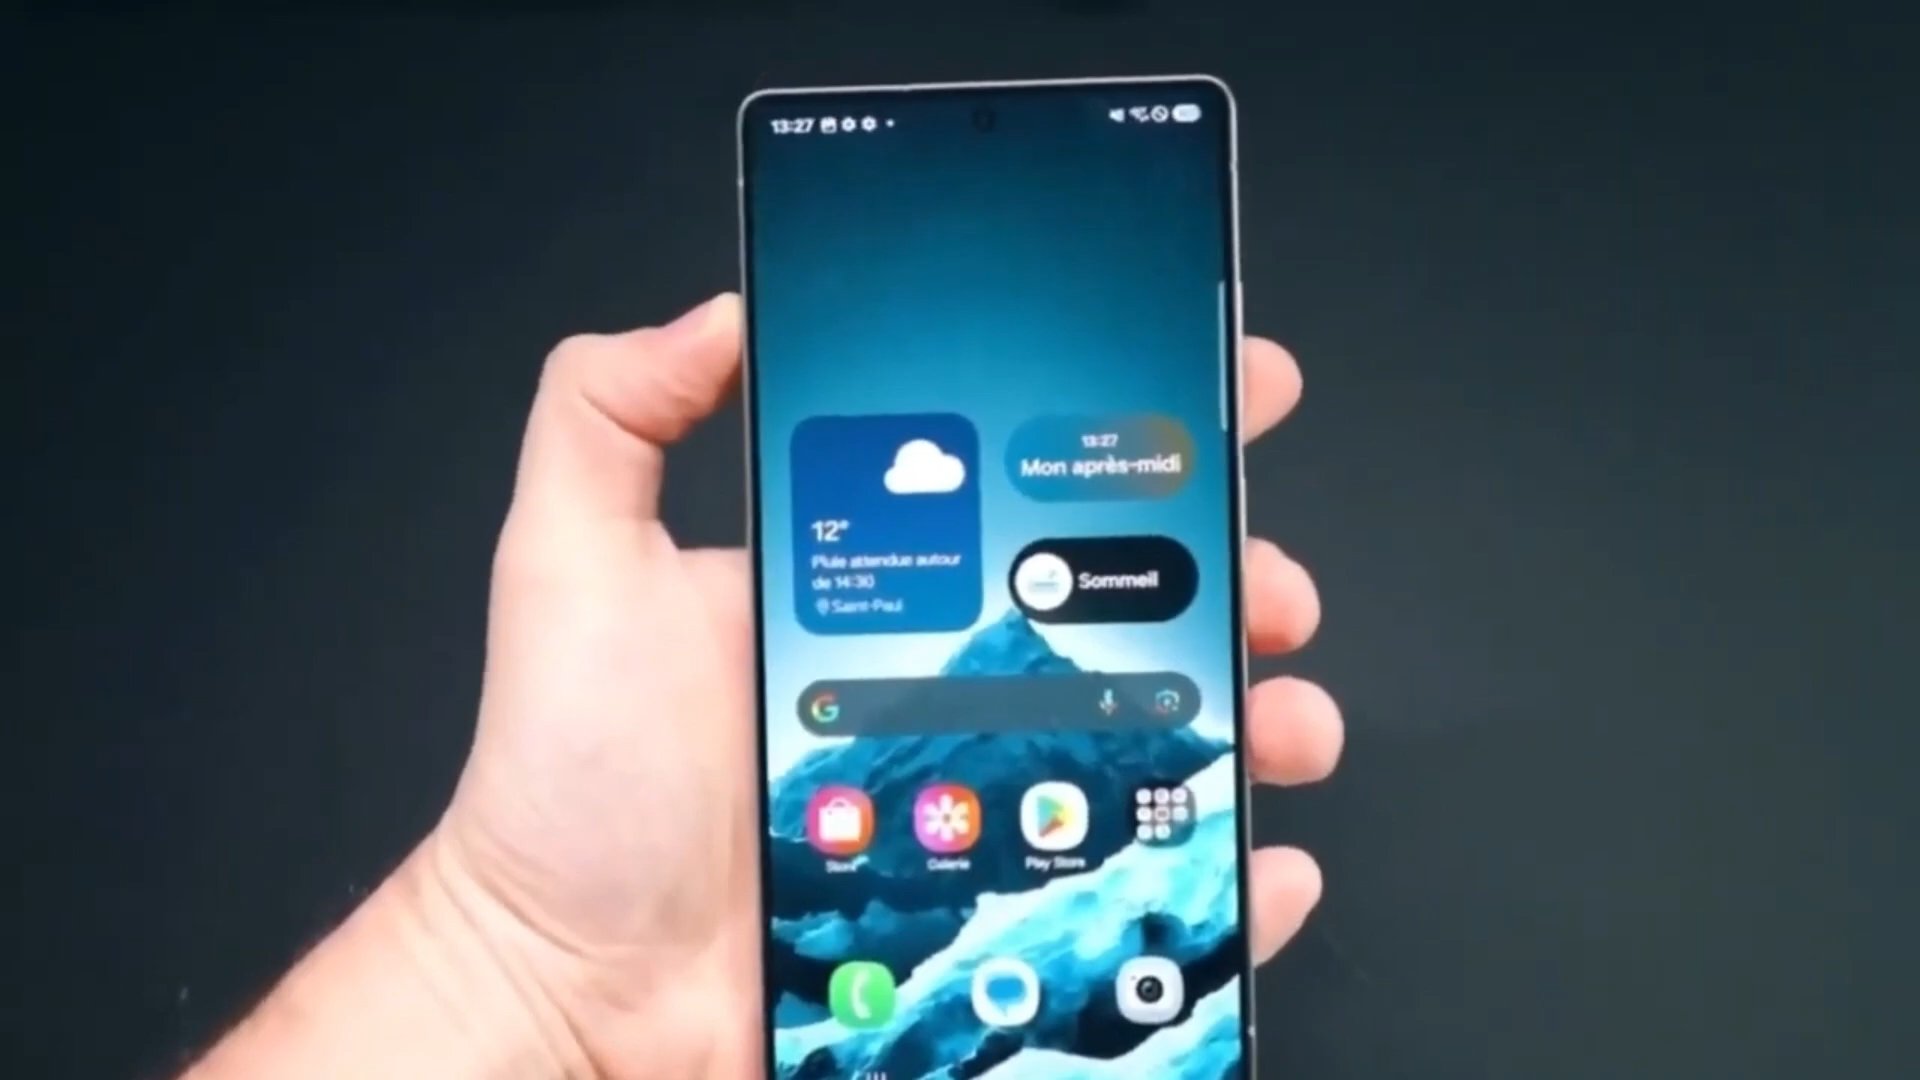 13:27
13:27
Mon après-midi
12°
Pluie attendue autour
de 14:30
Saint-Paul
Sommeil
G
Store
Galerie
Play Store